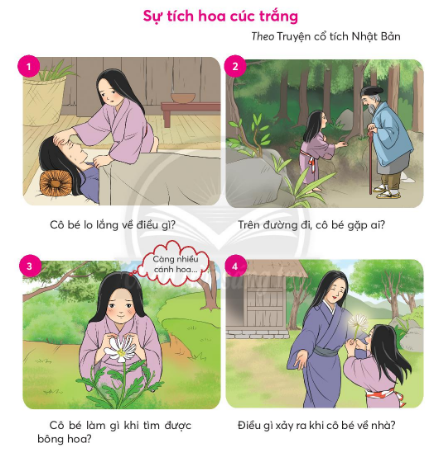 Sự tích hoa cúc trắng
Theo Truyện cổ tích Nhật Bản
1
2
Cô bé lo lắng về điều gì?
Trên đường đi, cô bé gặp ai?
3
Càng nhiều
cánh hoa...
4
Cô bé làm gì khi tìm được
bông hoa?
Điều gì xảy ra khi cô bé về nhà?